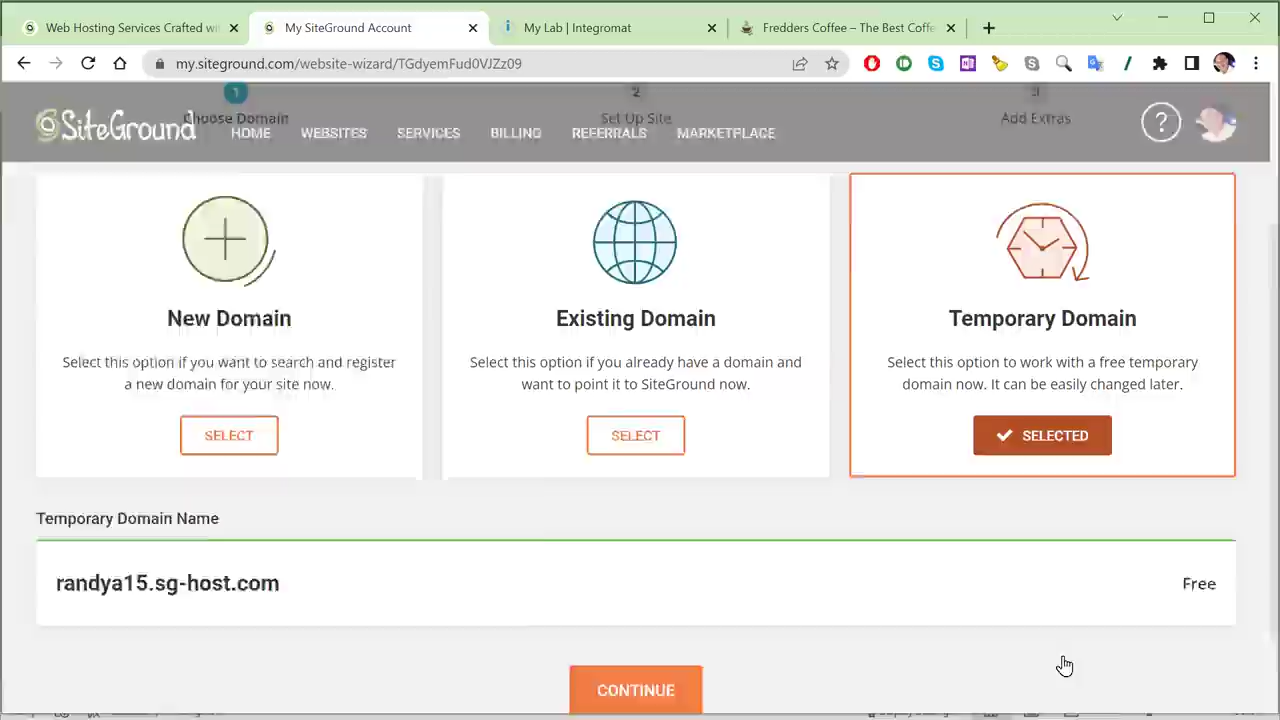 Web Hosting Services Crafted wi
My SiteGround Account
My Lab | Integromat
Fredders Coffee – The Best Coffe
my.siteground.com/website-wizard/TGdyemFud0VJZz09
1
2
3
Choose Domain
Set Up Site
Add Extras
SiteGround
HOME
WEBSITES
SERVICES
BILLING
REFERRALS
MARKETPLACE
?
New Domain
Select this option if you want to search and register
a new domain for your site now.
SELECT
Existing Domain
Select this option if you already have a domain and
want to point it to SiteGround now.
SELECT
Temporary Domain
Select this option to work with a free temporary
domain now. It can be easily changed later.
SELECTED
Temporary Domain Name
randya15.sg-host.com
Free
CONTINUE